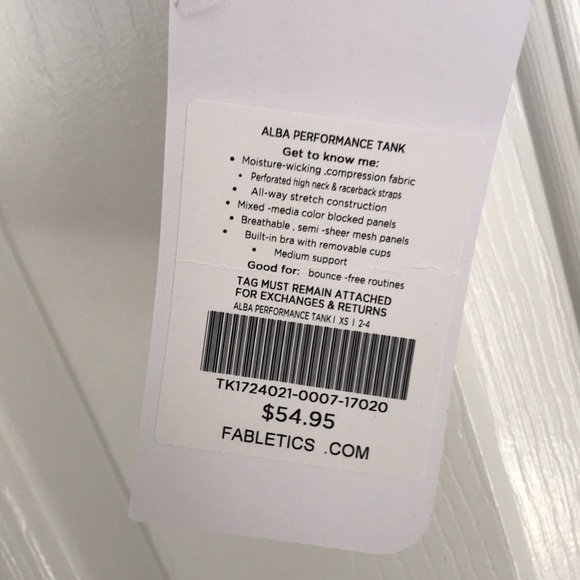 ALBA PERFORMANCE TANK
Get to know me:
• Moisture-wicking ,compression fabric
• Perforated high neck & racerback straps
• All-way stretch construction
• Mixed -media color blocked panels
• Breathable , semi -sheer mesh panels
• Built-in bra with removable cups
• Medium support
Good for: bounce -free routines
TAG MUST REMAIN ATTACHED
FOR EXCHANGES & RETURNS
ALBA PERFORMANCE TANK | XS | 2-4
TK1724021-0007-17020
$54.95
FABLETICS .COM